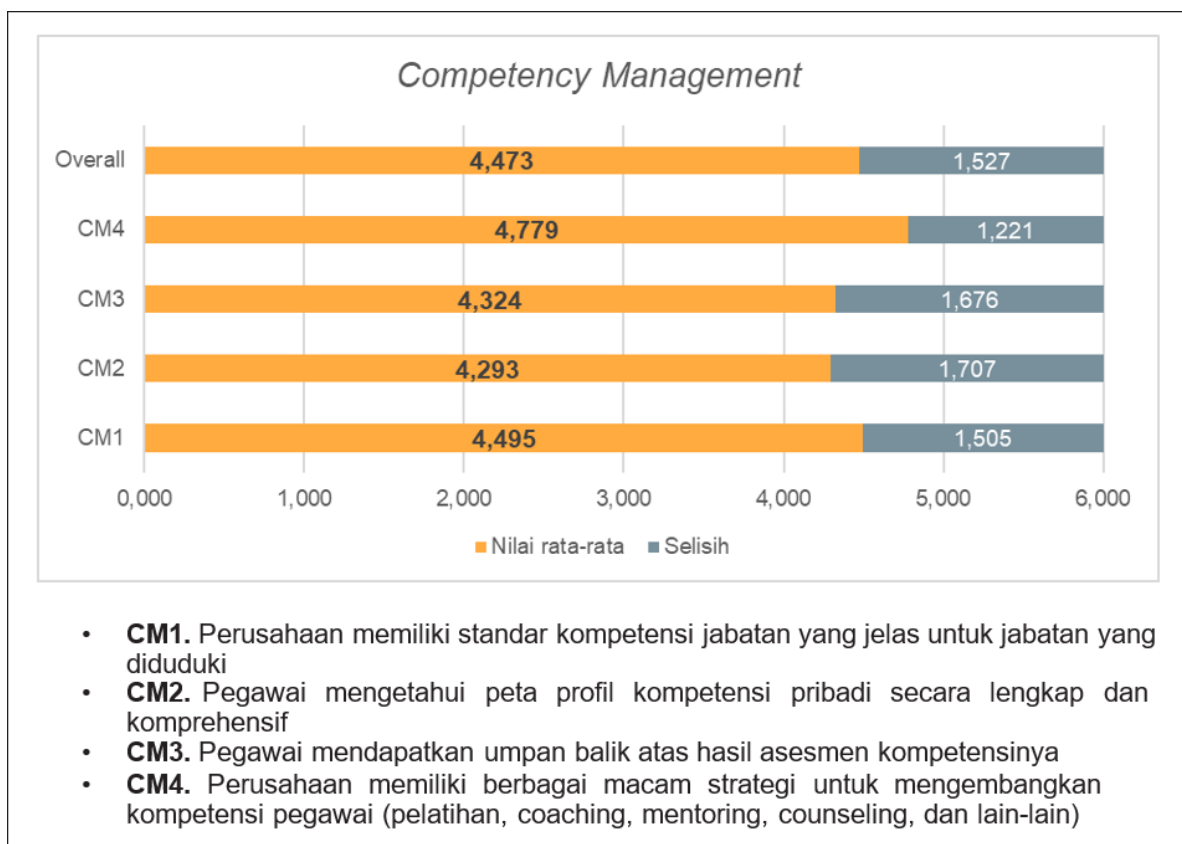 Competency Management
Overall 4,473 1,527
CM4 4,779 1,221
CM3 4,324 1,676
CM2 4,293 1,707
CM1 4,495 1,505
0,000 1,000 2,000 3,000 4,000 5,000 6,000
Nilai rata-rata Selisih
• CM1. Perusahaan memiliki standar kompetensi jabatan yang jelas untuk jabatan yang
diduduki
• CM2. Pegawai mengetahui peta profil kompetensi pribadi secara lengkap dan
komprehensif
• CM3. Pegawai mendapatkan umpan balik atas hasil asesmen kompetensinya
• CM4. Perusahaan memiliki berbagai macam strategi untuk mengembangkan
kompetensi pegawai (pelatihan, coaching, mentoring, counseling, dan lain-lain)